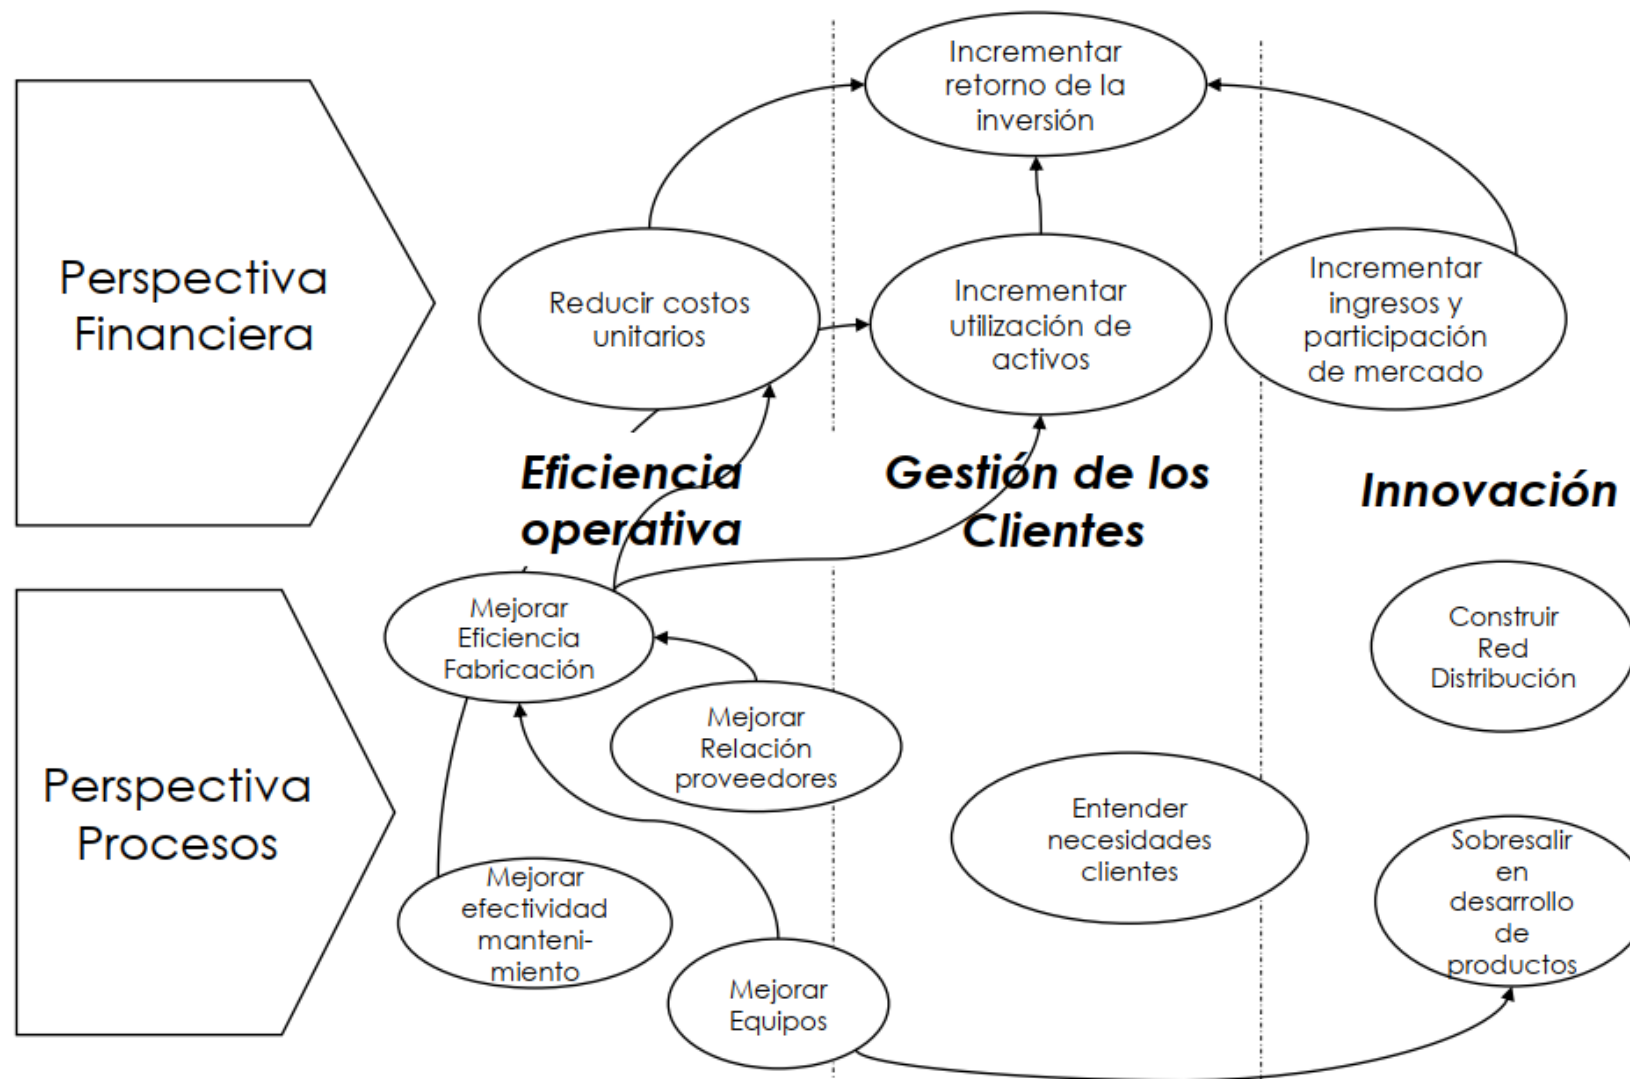 Incrementar
retorno de la
inversión
Perspectiva
Financiera
Reducir costos
unitarios
Incrementar
utilización de
activos
Incrementar
ingresos y
participación
de mercado
Eficiencia
operativa
Gestión de los
Clientes
Innovación
Perspectiva
Procesos
Mejorar
Eficiencia
Fabricación
Mejorar
Relación
proveedores
Construir
Red
Distribución
Entender
necesidades
clientes
Mejorar
efectividad
manteni-
miento
Mejorar
Equipos
Sobresalir
en
desarrollo
de
productos